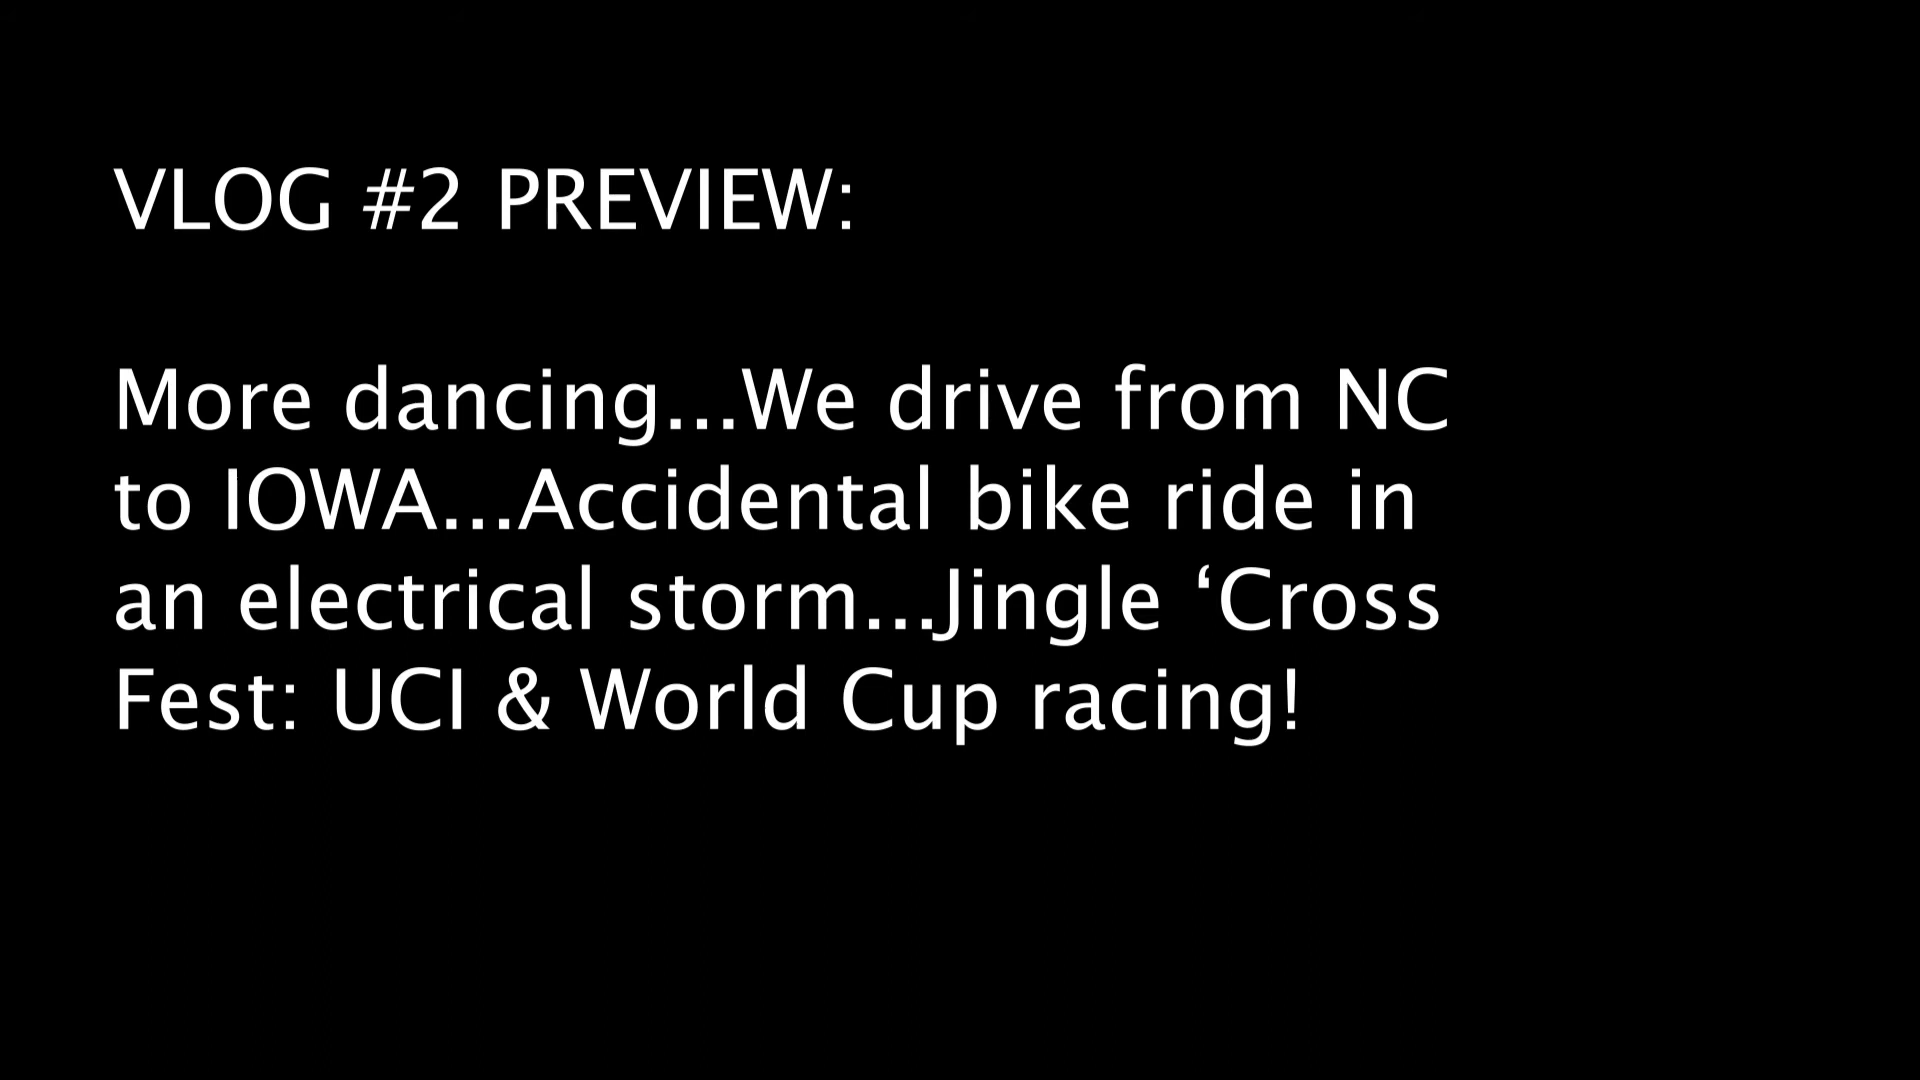 VLOG #2 PREVIEW:
More dancing...We drive from NC
to IOWA...Accidental bike ride in
an electrical storm...Jingle ‘Cross
Fest: UCI & World Cup racing!